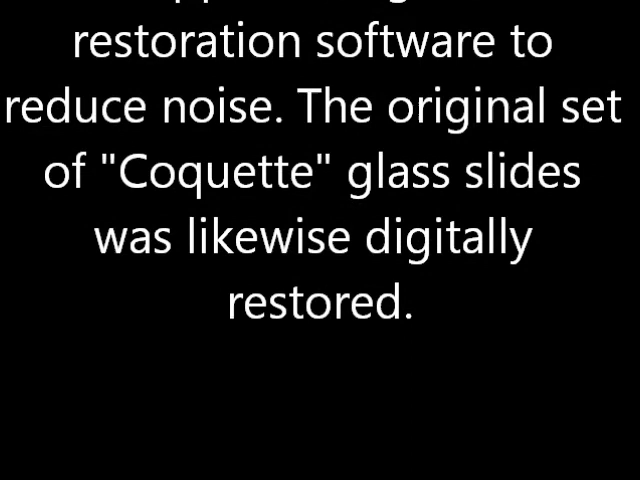 restoration software to
reduce noise. The original set
of "Coquette" glass slides
was likewise digitally
restored.